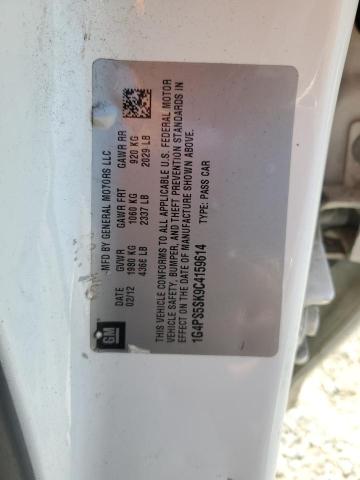 MFD BY GENERAL MOTORS LLC
DATE GVWR GAWR FRT GAWR RR
02/12 1980 KG 1060 KG 920 KG
4366 LB 2337 LB 2029 LB
THIS VEHICLE CONFORMS TO ALL APPLICABLE U.S. FEDERAL MOTOR
VEHICLE SAFETY, BUMPER, AND THEFT PREVENTION STANDARDS IN
EFFECT ON THE DATE OF MANUFACTURE SHOWN ABOVE.
1G4PS5SK9C4159614 TYPE: PASS CAR
GM